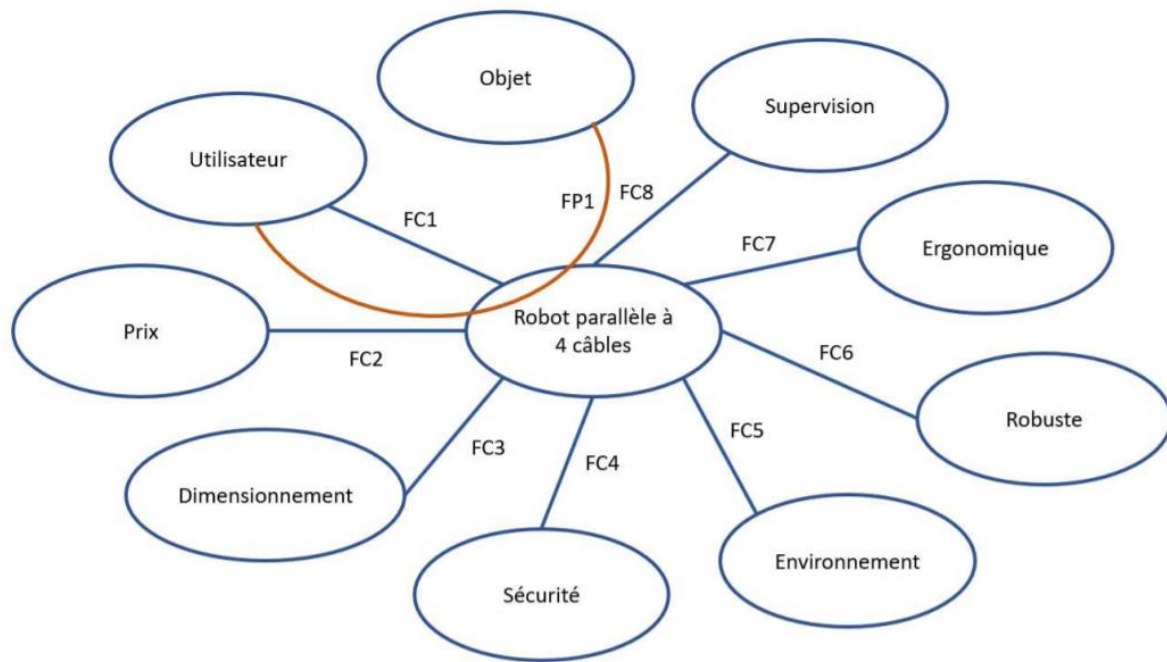 Objet
Supervision
Utilisateur
FP1
FC8
FC1
FC7
Ergonomique
Prix
FC2
Robot parallèle à
4 câbles
FC6
Robuste
FC3
FC4
FC5
Dimensionnement
Sécurité
Environnement